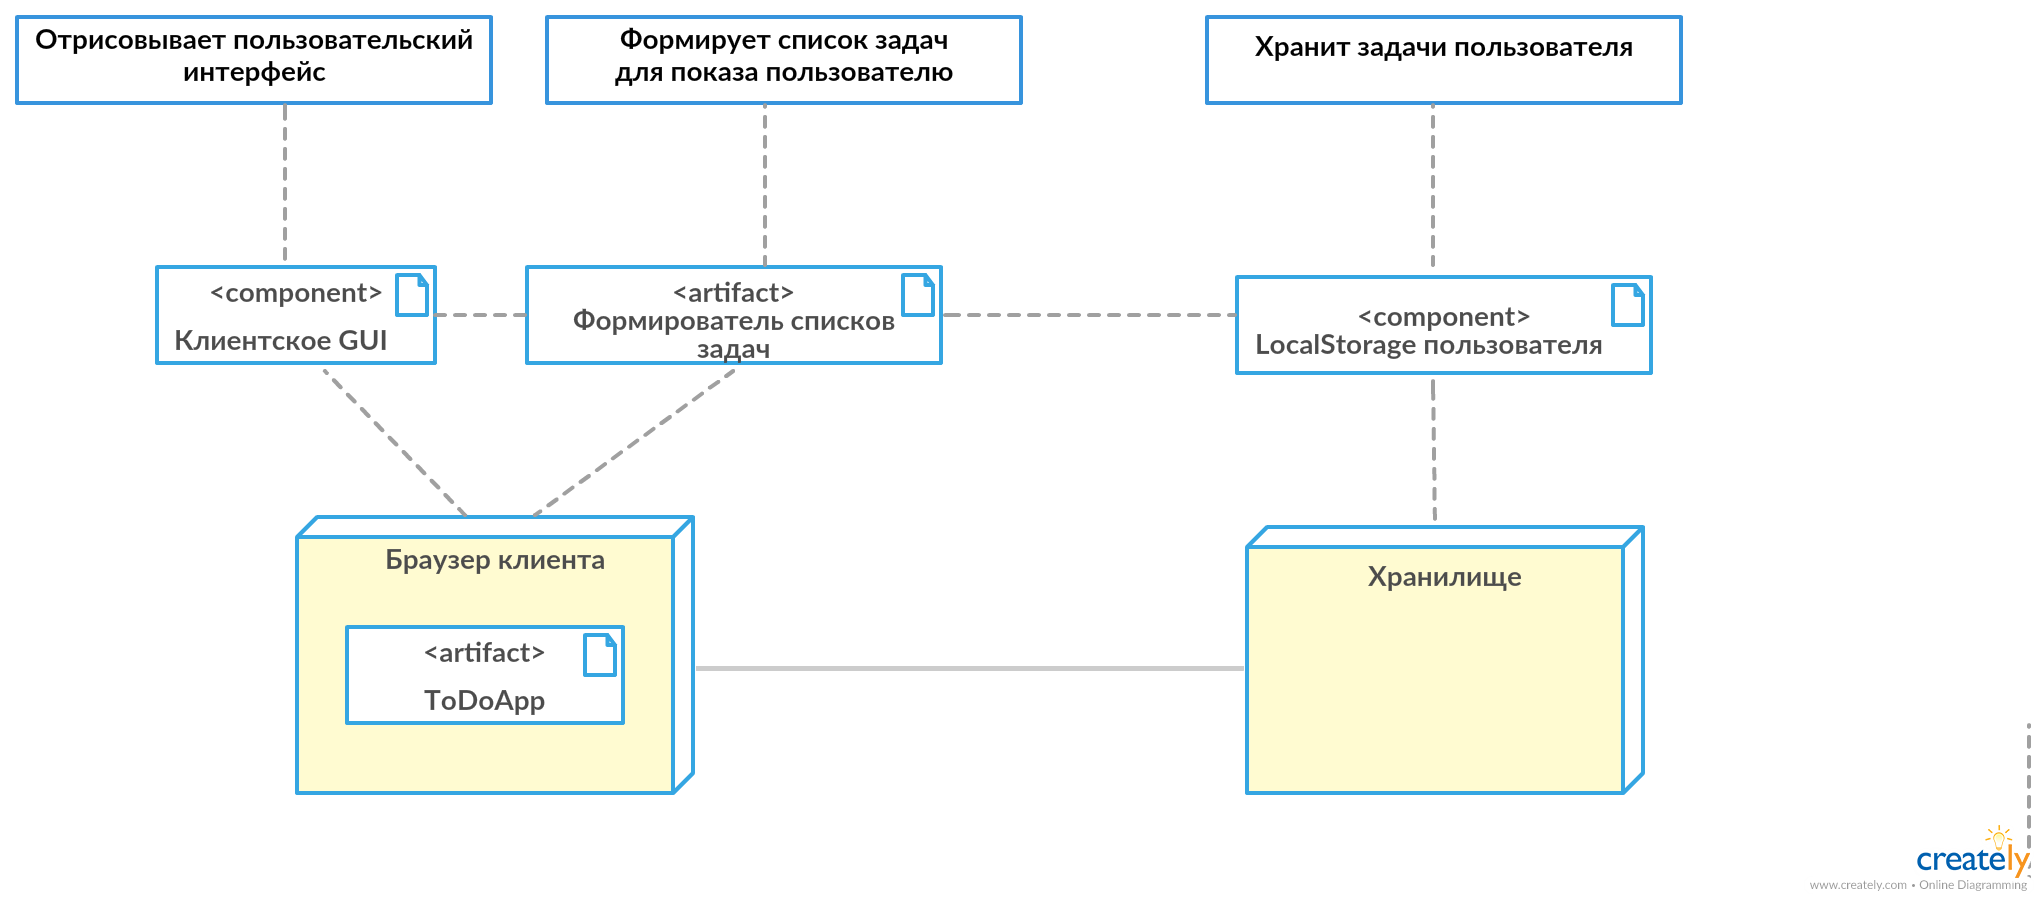 Отрисовывает пользовательский
интерфейс
Формирует список задач
для показа пользователю
Хранит задачи пользователя
<component>
Клиентское GUI
<artifact>
Формирователь списков
задач
<component>
LocalStorage пользователя
Браузер клиента
<artifact>
ToDoApp
Хранилище
creately
www.creately.com • Online Diagramming